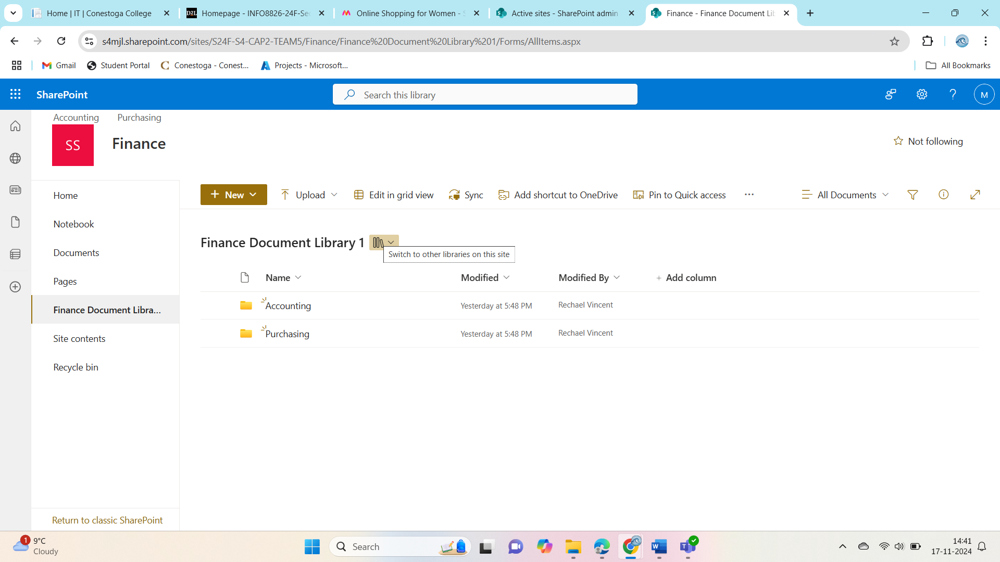 Home | IT | Conestoga College
D2L Homepage - INFO8826-24F-Sec
Online Shopping for Women - S
Active sites - SharePoint admin
Finance - Finance Document Lib
s4mjl.sharepoint.com/sites/S24F-S4-CAP2-TEAM5/Finance/Finance%20Document%20Library%201/Forms/AllItems.aspx
Gmail
Student Portal
Conestoga - Conest...
Projects - Microsoft...
All Bookmarks
SharePoint
Search this library
M
Accounting
Purchasing
SS
Finance
Not following
Home
Notebook
Documents
Pages
Finance Document Libra...
Site contents
Recycle bin
Return to classic SharePoint
New
Upload
Edit in grid view
Sync
Add shortcut to OneDrive
Pin to Quick access
All Documents
Finance Document Library 1
Switch to other libraries on this site
Name
Modified
Modified By
+ Add column
Accounting
Yesterday at 5:48 PM
Rechael Vincent
Purchasing
Yesterday at 5:48 PM
Rechael Vincent
1
9°C
Cloudy
Search
14:41
17-11-2024